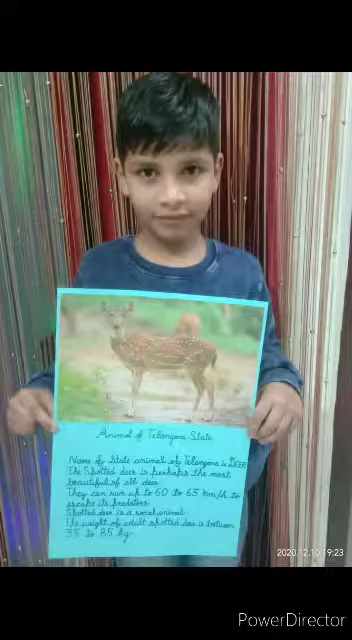 Animal of Telangana State
Name of State animal of Telangana is DEER
The Spotted deer is perhaps the most
beautiful of all deer
They can run up to 60 to 65 km/h to
escape its predators
Spotted deer is a social animal
The weight of adult spotted deer is between
35 to 85 kg.
2020.12.10 19:23
PowerDirector